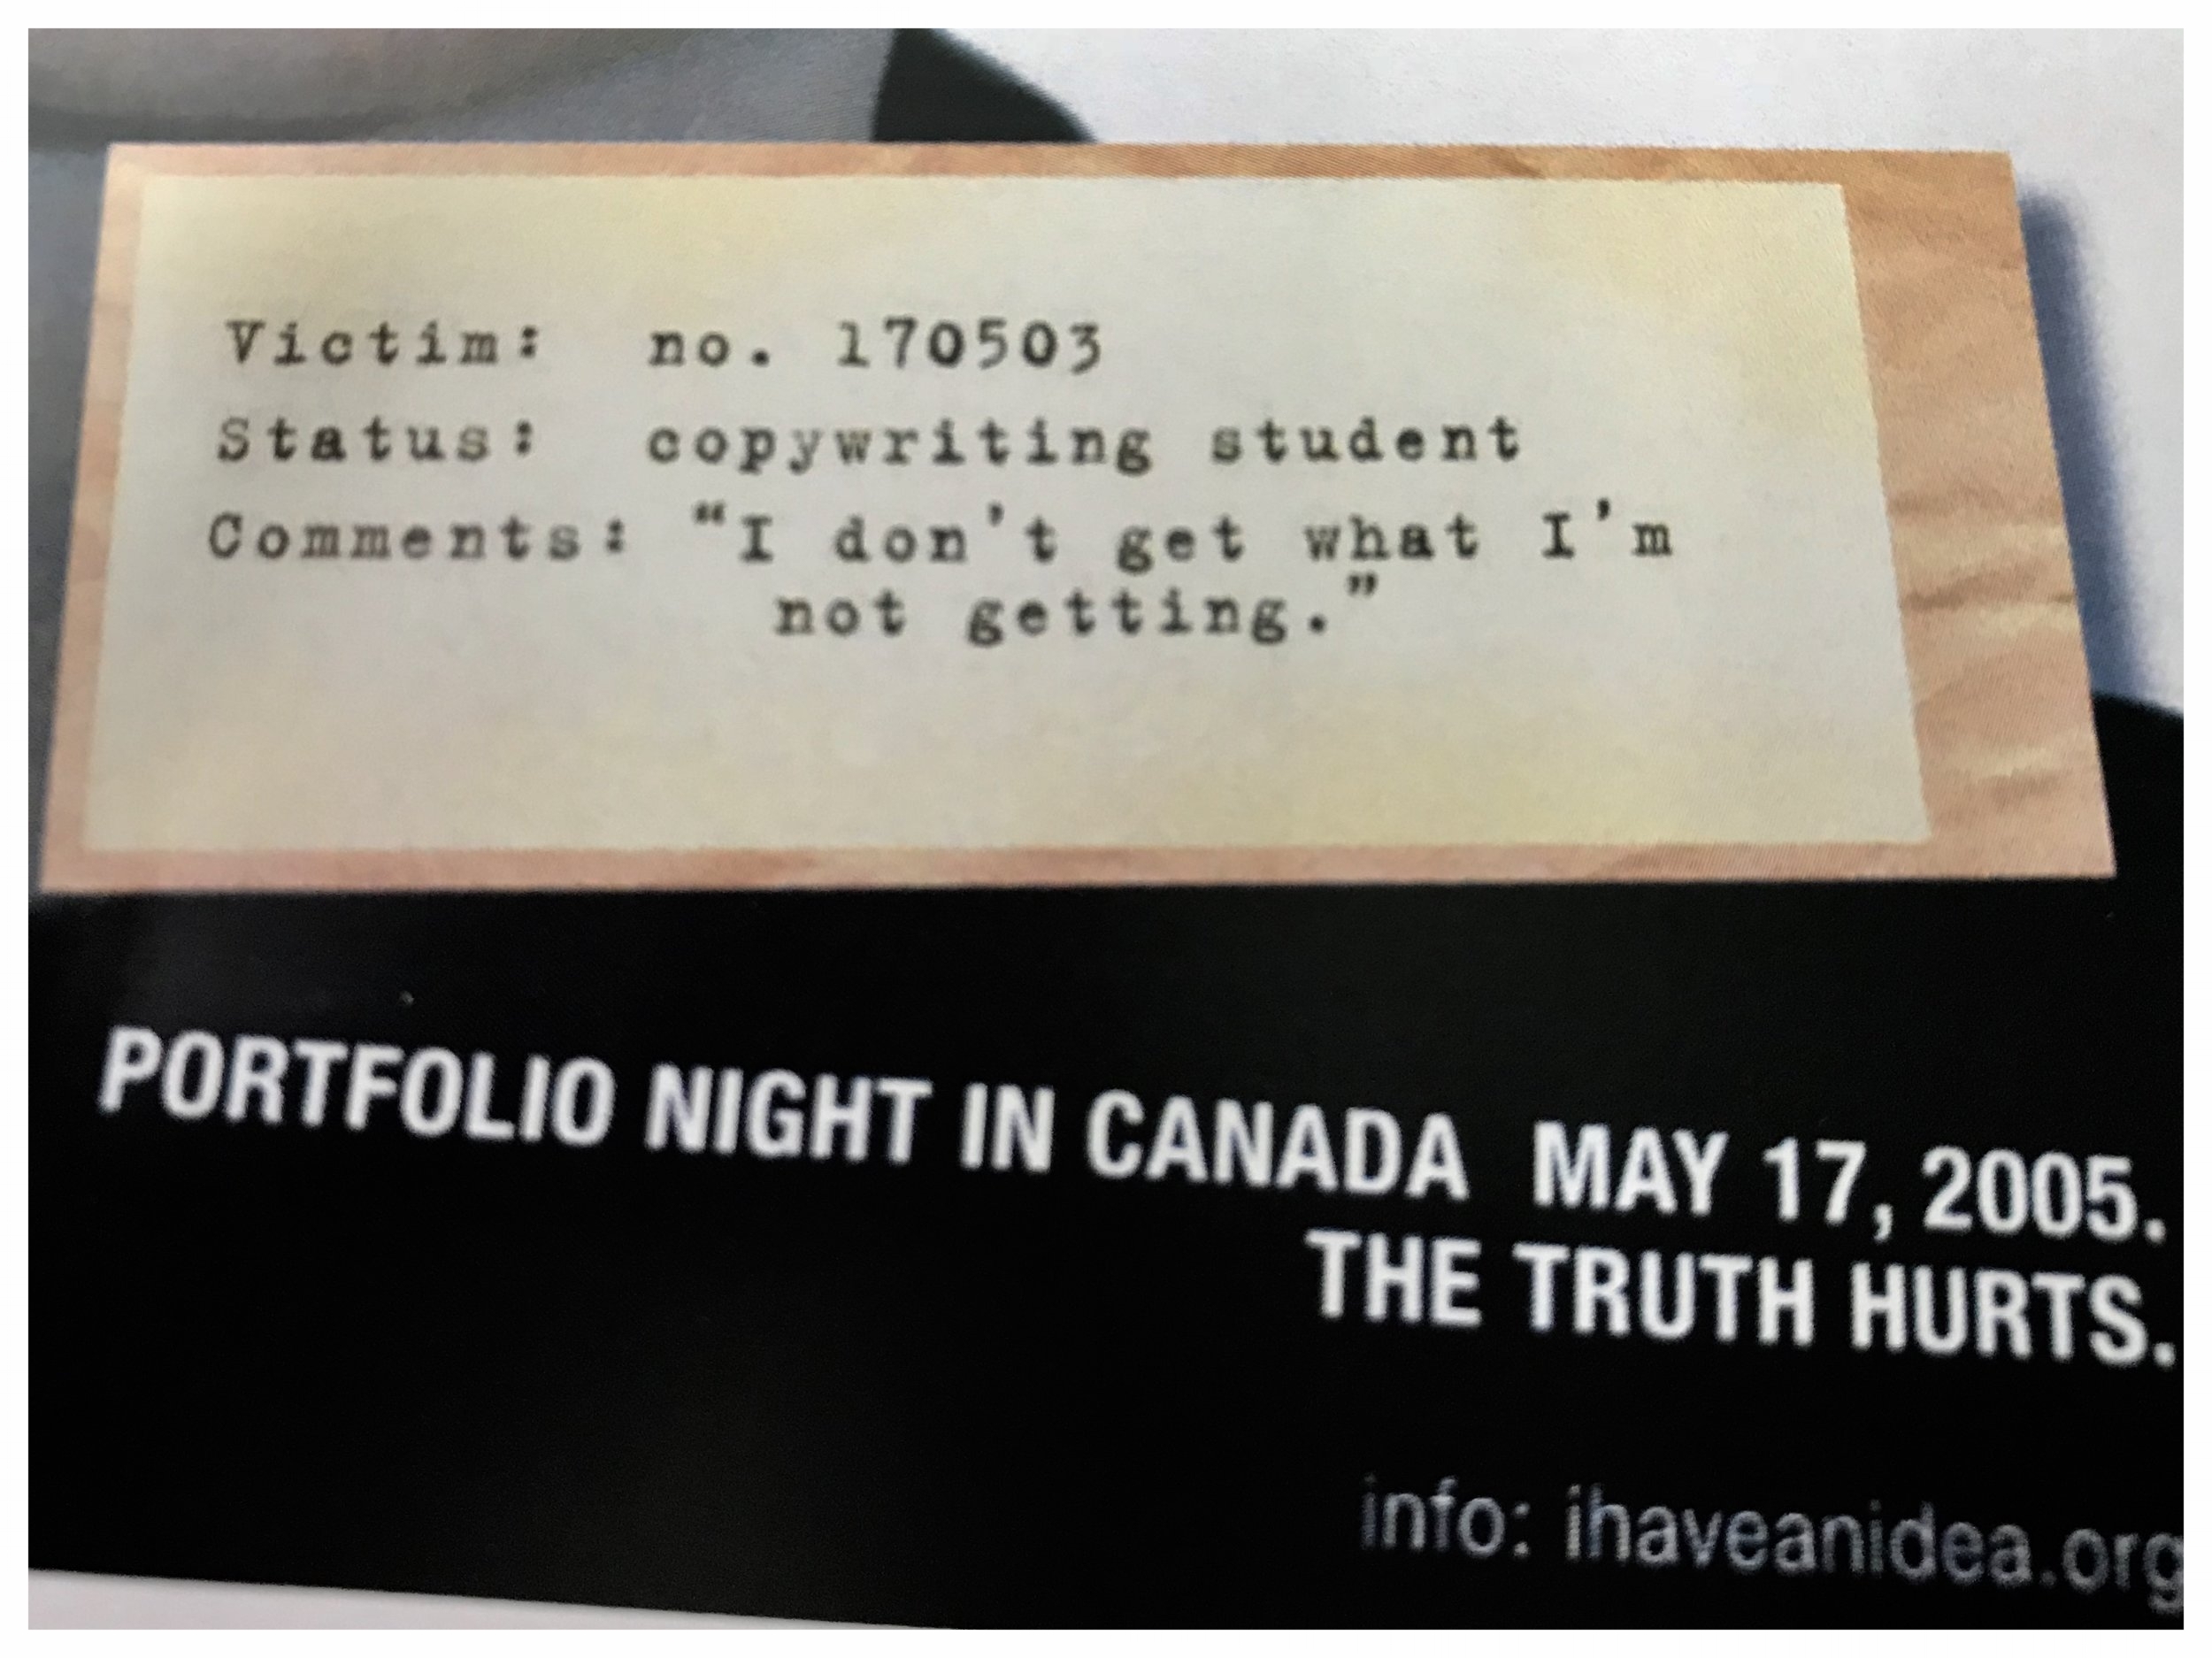 Victim: no. 170503
Status: copywriting student
Comments: “I don't get what I'm
not getting.”
PORTFOLIO NIGHT IN CANADA MAY 17, 2005.
THE TRUTH HURTS.
info: ihaveanidea.org